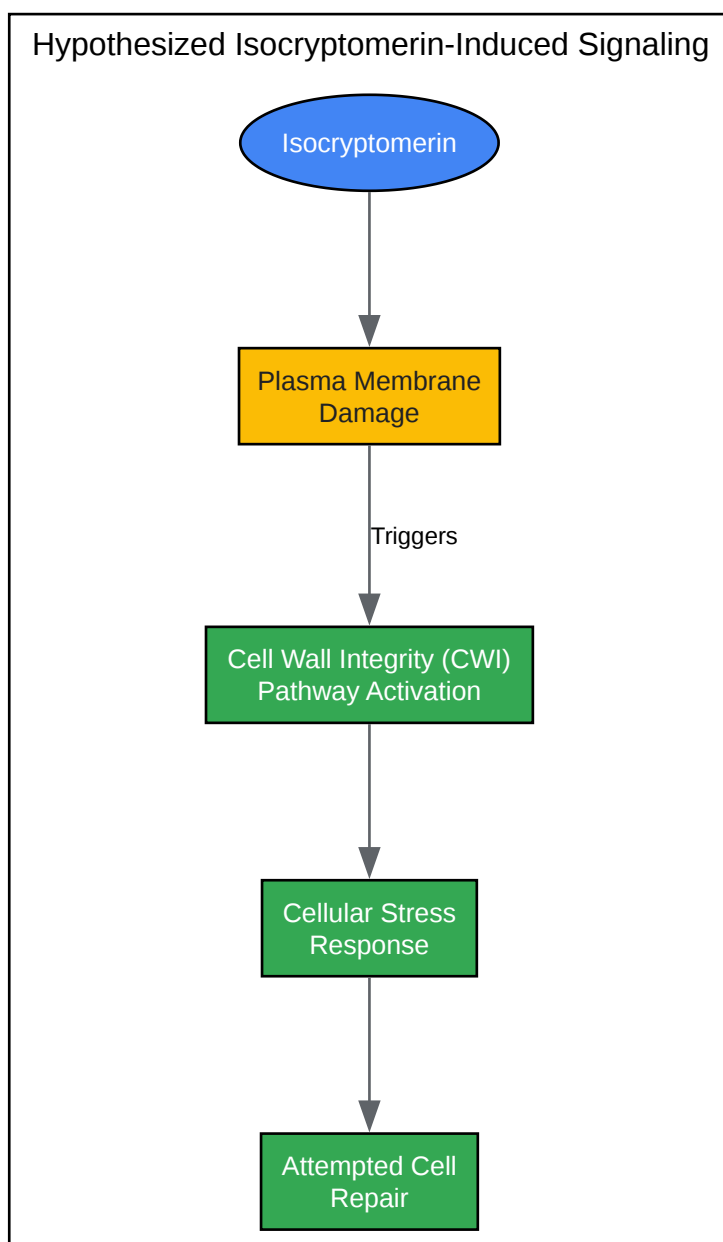 Hypothesized Isocryptomerin-Induced Signaling
Isocryptomerin
Plasma Membrane
Damage
Triggers
Cell Wall Integrity (CWI)
Pathway Activation
Cellular Stress
Response
Attempted Cell
Repair